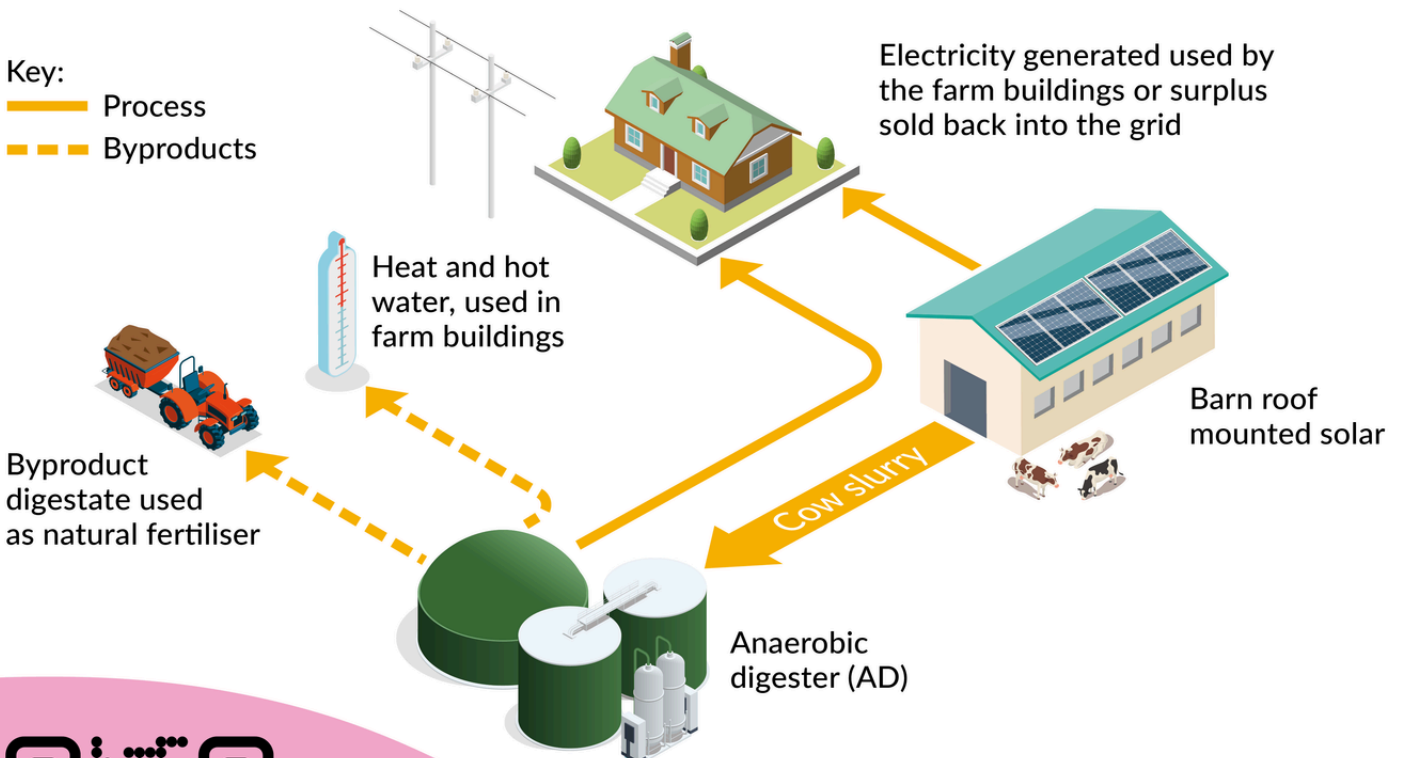 Key:
Process
Byproducts
Electricity generated used by
the farm buildings or surplus
sold back into the grid
Heat and hot
water, used in
farm buildings
Barn roof
mounted solar
Byproduct
digestate used
as natural fertiliser
Cow slurry
Anaerobic
digester (AD)